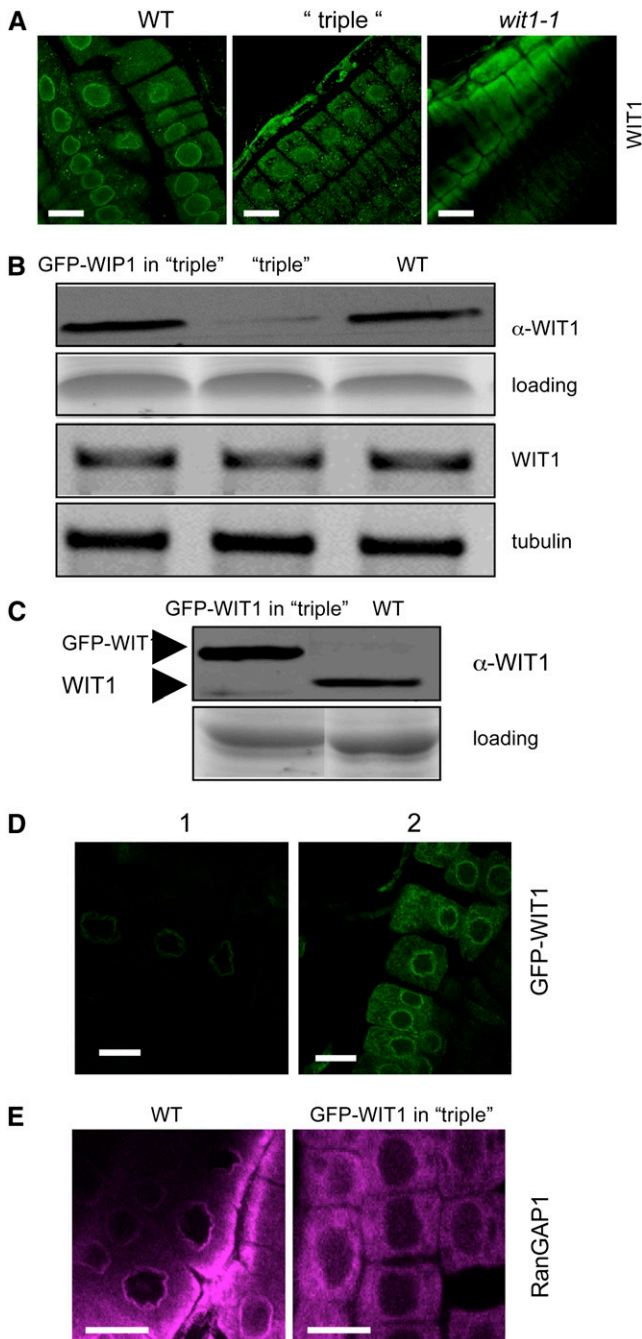 A
WT
“ triple “
wit1-1
WIT1
B
GFP-WIP1 in “triple”
“triple”
WT
α-WIT1
loading
WIT1
tubulin
C
GFP-WIT1 in “triple”
WT
GFP-WIT1
WIT1
α-WIT1
loading
D
1
2
GFP-WIT1
E
WT
GFP-WIT1 in “triple”
RanGAP1